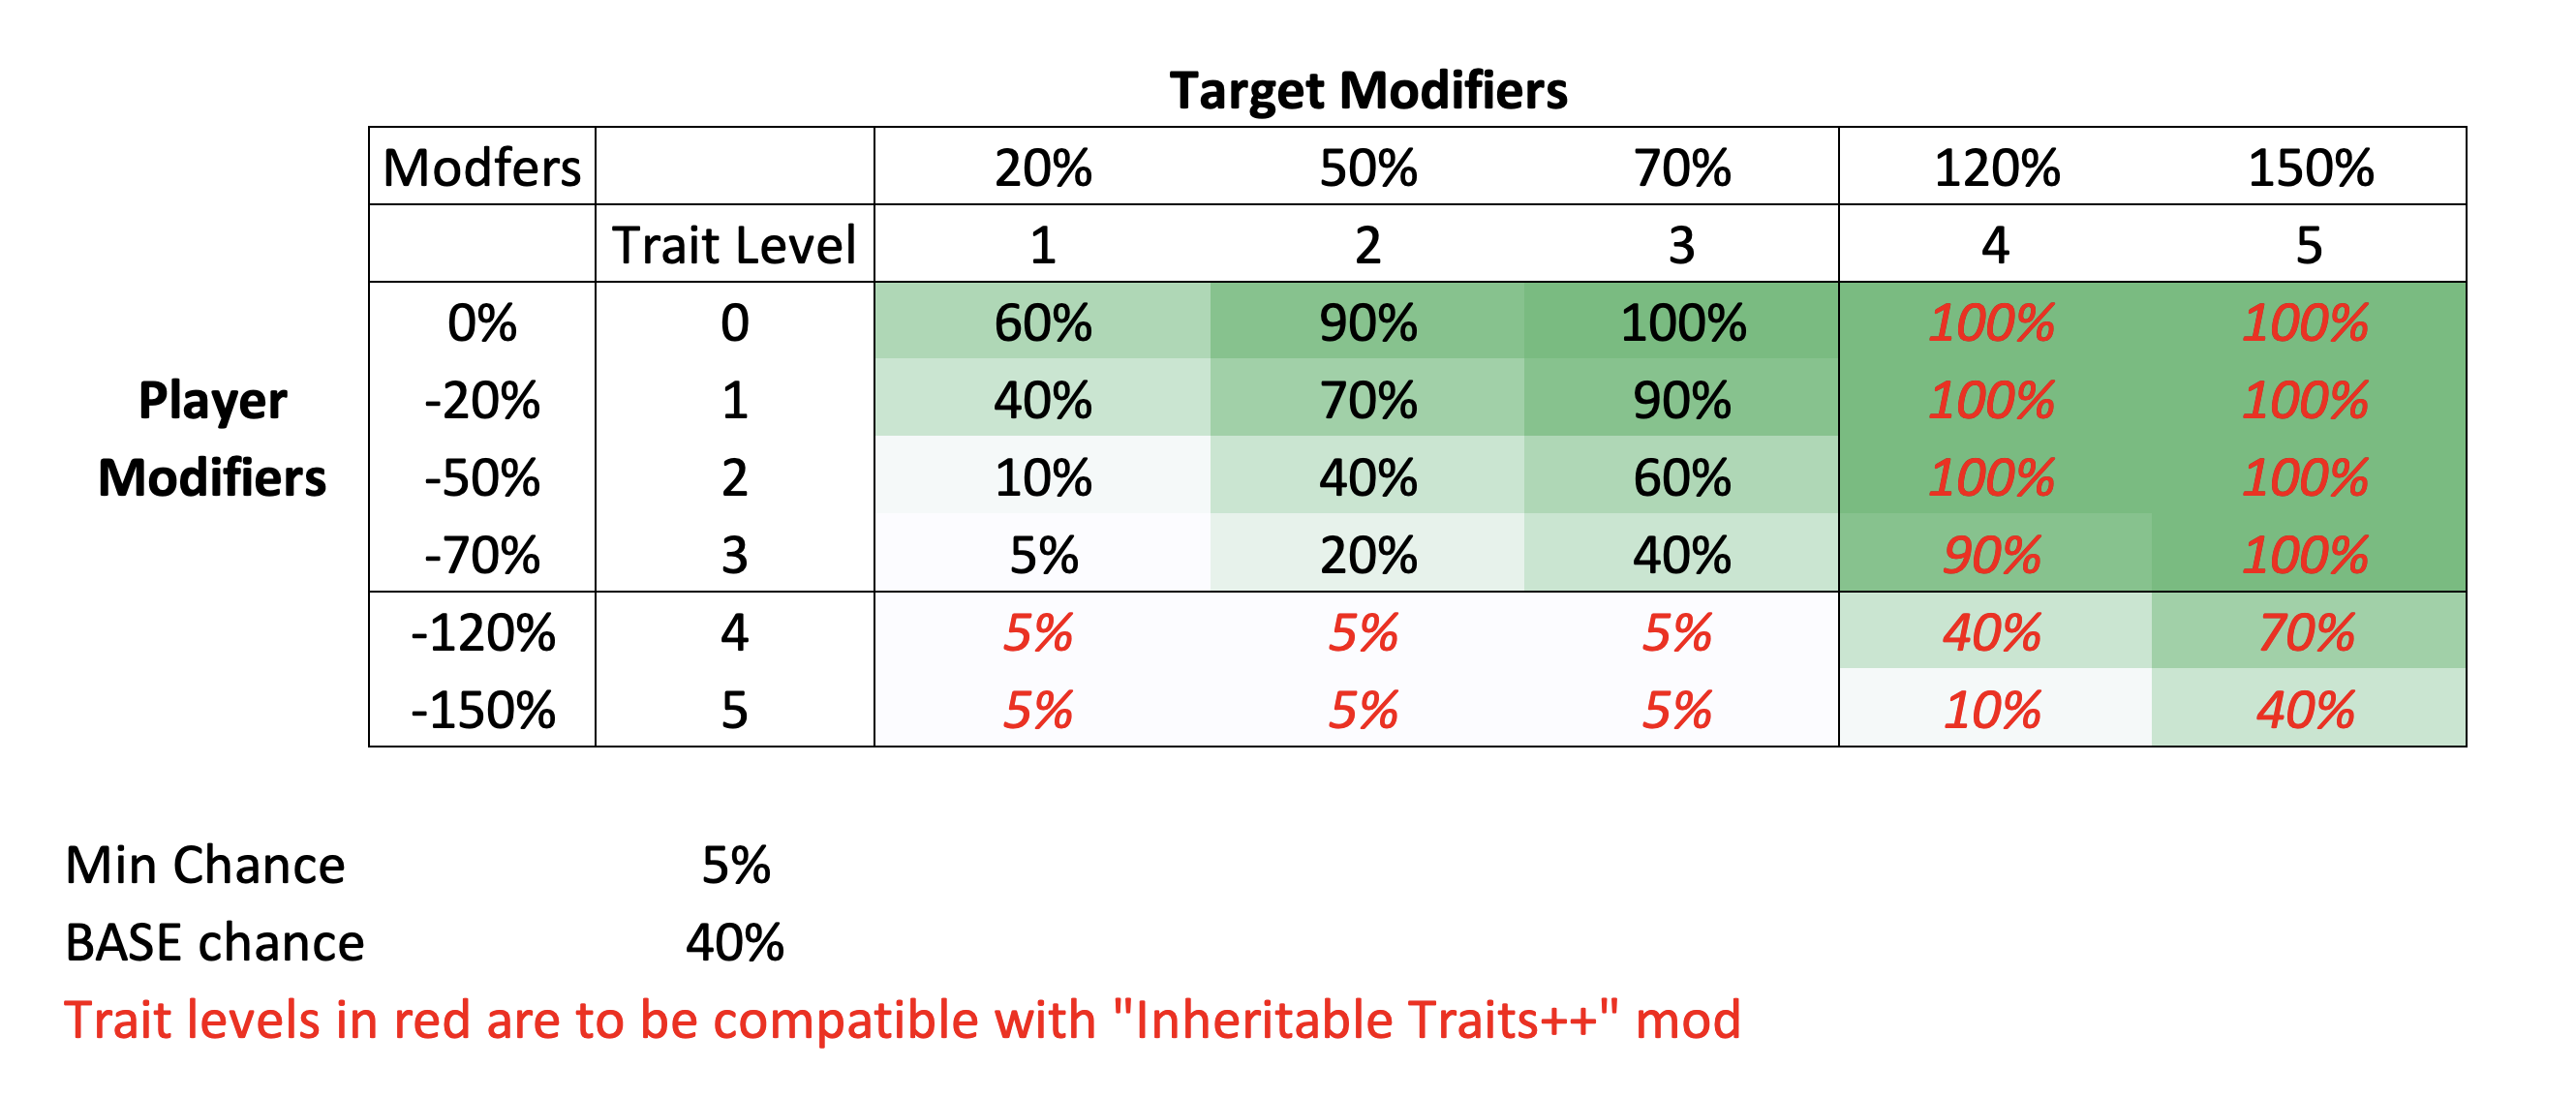 Target Modifiers
Modfers 20% 50% 70% 120% 150%
Trait Level 1 2 3 4 5
0% 0 60% 90% 100% 100% 100%
Player -20% 1 40% 70% 90% 100% 100%
Modifiers -50% 2 10% 40% 60% 100% 100%
-70% 3 5% 20% 40% 90% 100%
-120% 4 5% 5% 5% 40% 70%
-150% 5 5% 5% 5% 10% 40%
Min Chance 5%
BASE chance 40%
Trait levels in red are to be compatible with "Inheritable Traits++" mod